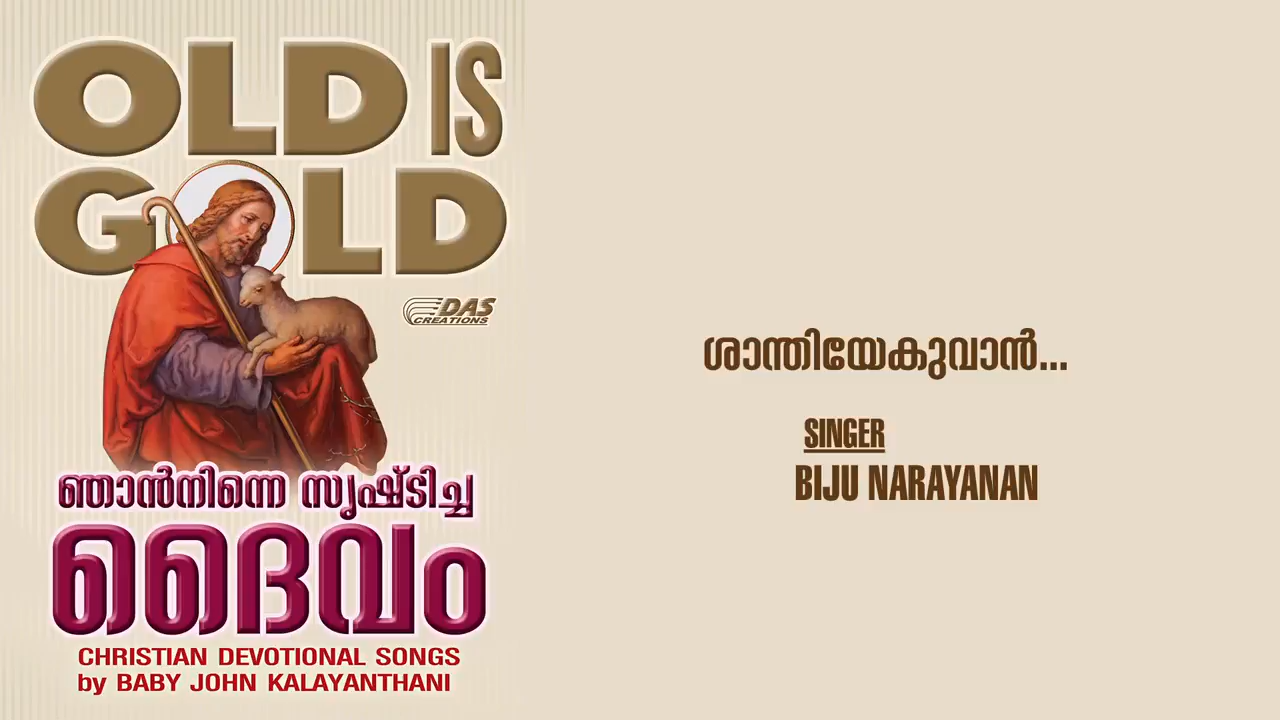 OLD IS
GOLD
DAS
CREATIONS
ഞാൻനിന്നെ സൃഷ്ടിച്ച
ദൈവം
CHRISTIAN DEVOTIONAL SONGS
by BABY JOHN KALAYANTHANI
ശാന്തിയേകുവാൻ...
SINGER
BIJU NARAYANAN